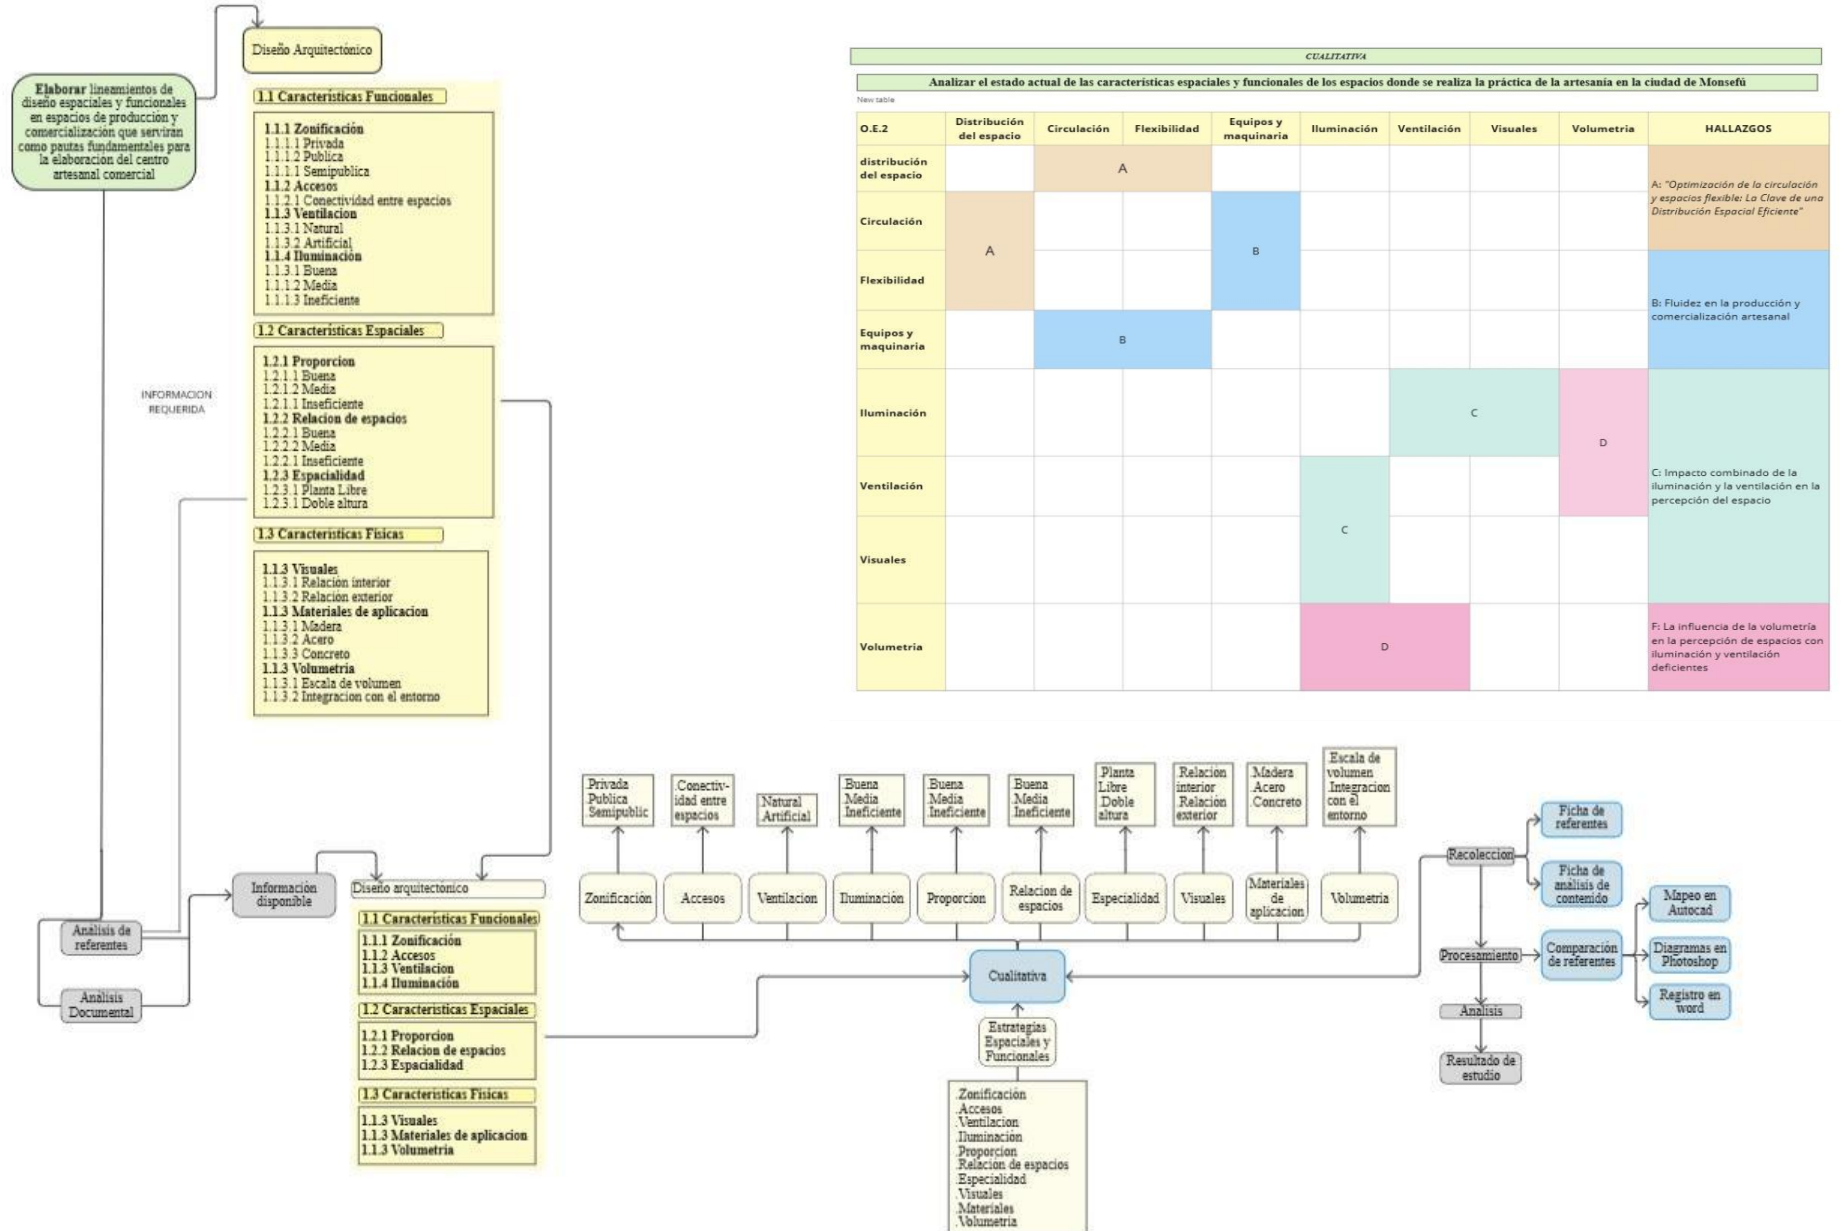 Diseño Arquitectónico
Elaborar lineamientos de
diseño espaciales y funcionales
en espacios de producción y
comercialización que servirán
como pautas fundamentales para
la elaboración del centro
artesanal comercial
1.1 Características Funcionales
1.1.1 Zonificación
1.1.1.1 Privada
1.1.1.2 Publica
1.1.1.1 Semipublica
1.1.2 Accesos
1.1.2.1 Conectividad entre espacios
1.1.3 Ventilacion
1.1.3.1 Natural
1.1.3.2 Artificial
1.1.4 Iluminación
1.1.3.1 Buena
1.1.1.2 Media
1.1.1.3 Ineficiente
1.2 Características Espaciales
1.2.1 Proporcion
1.2.1.1 Buena
1.2.1.2 Media
1.2.1.1 Inseficiente
1.2.2 Relacion de espacios
1.2.2.1 Buena
1.2.2.2 Media
1.2.2.1 Inseficiente
1.2.3 Espacialidad
1.2.3.1 Planta Libre
1.2.3.1 Doble altura
INFORMACION
REQUERIDA
1.3 Características Físicas
1.1.3 Visuales
1.1.3.1 Relación interior
1.1.3.2 Relación exterior
1.1.3 Materiales de aplicacion
1.1.3.1 Madera
1.1.3.2 Acero
1.1.3.3 Concreto
1.1.3 Volumetria
1.1.3.1 Escala de volumen
1.1.3.2 Integracion con el entorno
CUALITATIVA
Analizar el estado actual de las características espaciales y funcionales de los espacios donde se realiza la práctica de la artesanía en la ciudad de Monsefú
New table
O.E.2
Distribución
del espacio
Circulación
Flexibilidad
Equipos y
maquinaria
Iluminación
Ventilación
Visuales
Volumetria
HALLAZGOS
distribución
del espacio
A
A: "Optimización de la circulación
y espacios flexible: La Clave de una
Distribución Espacial Eficiente"
Circulación
A
B
Flexibilidad
B: Fluidez en la producción y
comercialización artesanal
Equipos y
maquinaria
B
Iluminación
C
D
C: Impacto combinado de la
iluminación y la ventilación en la
percepción del espacio
Ventilación
C
Visuales
Volumetria
D
F: La influencia de la volumetría
en la percepción de espacios con
iluminación y ventilación
deficientes
Análisis de
referentes
Análisis
Documental
Información
disponible
Diseño arquitectónico
1.1 Características Funcionales
1.1.1 Zonificación
1.1.2 Accesos
1.1.3 Ventilacion
1.1.4 Iluminación
1.2 Características Espaciales
1.2.1 Proporcion
1.2.2 Relacion de espacios
1.2.3 Espacialidad
1.3 Características Físicas
1.1.3 Visuales
1.1.3 Materiales de aplicacion
1.1.3 Volumetria
.Privada
.Publica
.Semipublic
.Conectiv-
idad entre
espacios
.Natural
.Artificial
.Buena
.Media
.Ineficiente
.Buena
.Media
.Ineficiente
.Buena
.Media
.Ineficiente
.Planta
Libre
.Doble
altura
.Relación
interior
.Relación
exterior
.Madera
.Acero
.Concreto
.Escala de
volumen
.Integracion
con el
entorno
Zonificación
Accesos
Ventilacion
Iluminación
Proporcion
Relacion de
espacios
Especialidad
Visuales
Materiales
de
aplicacion
Volumetria
Cualitativa
Estrategias
Espaciales y
Funcionales
.Zonificación
.Accesos
.Ventilacion
.Iluminación
.Proporcion
.Relación de espacios
.Especialidad
.Visuales
.Materiales
.Volumetria
Recoleccion
Ficha de
referentes
Ficha de
análisis de
contenido
Procesamiento
Comparación
de referentes
Mapeo en
Autocad
Diagramas en
Photoshop
Registro en
word
Análisis
Resultado de
estudio